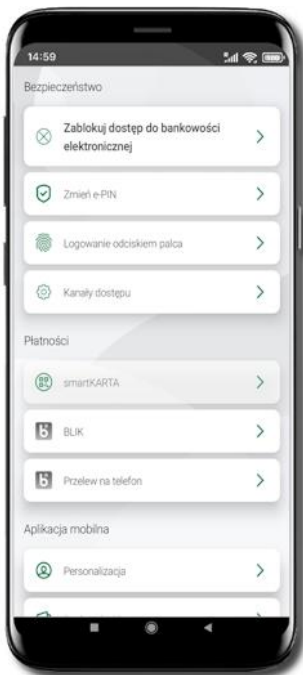 14:59
Bezpieczeństwo
Zablokuj dostęp do bankowości
elektronicznej
Zmień e-PIN
Logowanie odciskiem palca
Kanały dostępu
Płatności
smartKARTA
BLIK
Przelew na telefon
Aplikacja mobilna
Personalizacja